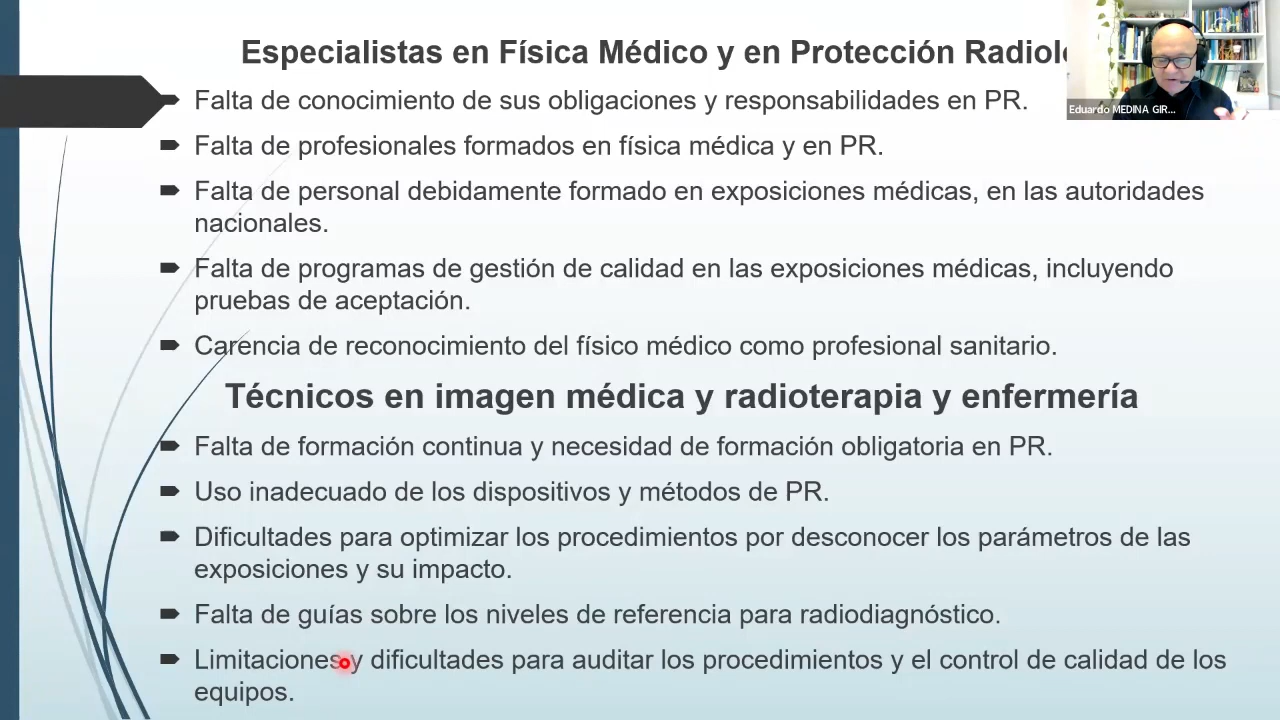 Especialistas en Física Médico y en Protección Radiol
Falta de conocimiento de sus obligaciones y responsabilidades en PR.
Eduardo MEDINA GIR...
Falta de profesionales formados en física médica y en PR.
Falta de personal debidamente formado en exposiciones médicas, en las autoridades
nacionales.
Falta de programas de gestión de calidad en las exposiciones médicas, incluyendo
pruebas de aceptación.
Carencia de reconocimiento del físico médico como profesional sanitario.
Técnicos en imagen médica y radioterapia y enfermería
Falta de formación continua y necesidad de formación obligatoria en PR.
Uso inadecuado de los dispositivos y métodos de PR.
Dificultades para optimizar los procedimientos por desconocer los parámetros de las
exposiciones y su impacto.
Falta de guías sobre los niveles de referencia para radiodiagnóstico.
Limitaciones y dificultades para auditar los procedimientos y el control de calidad de los
equipos.